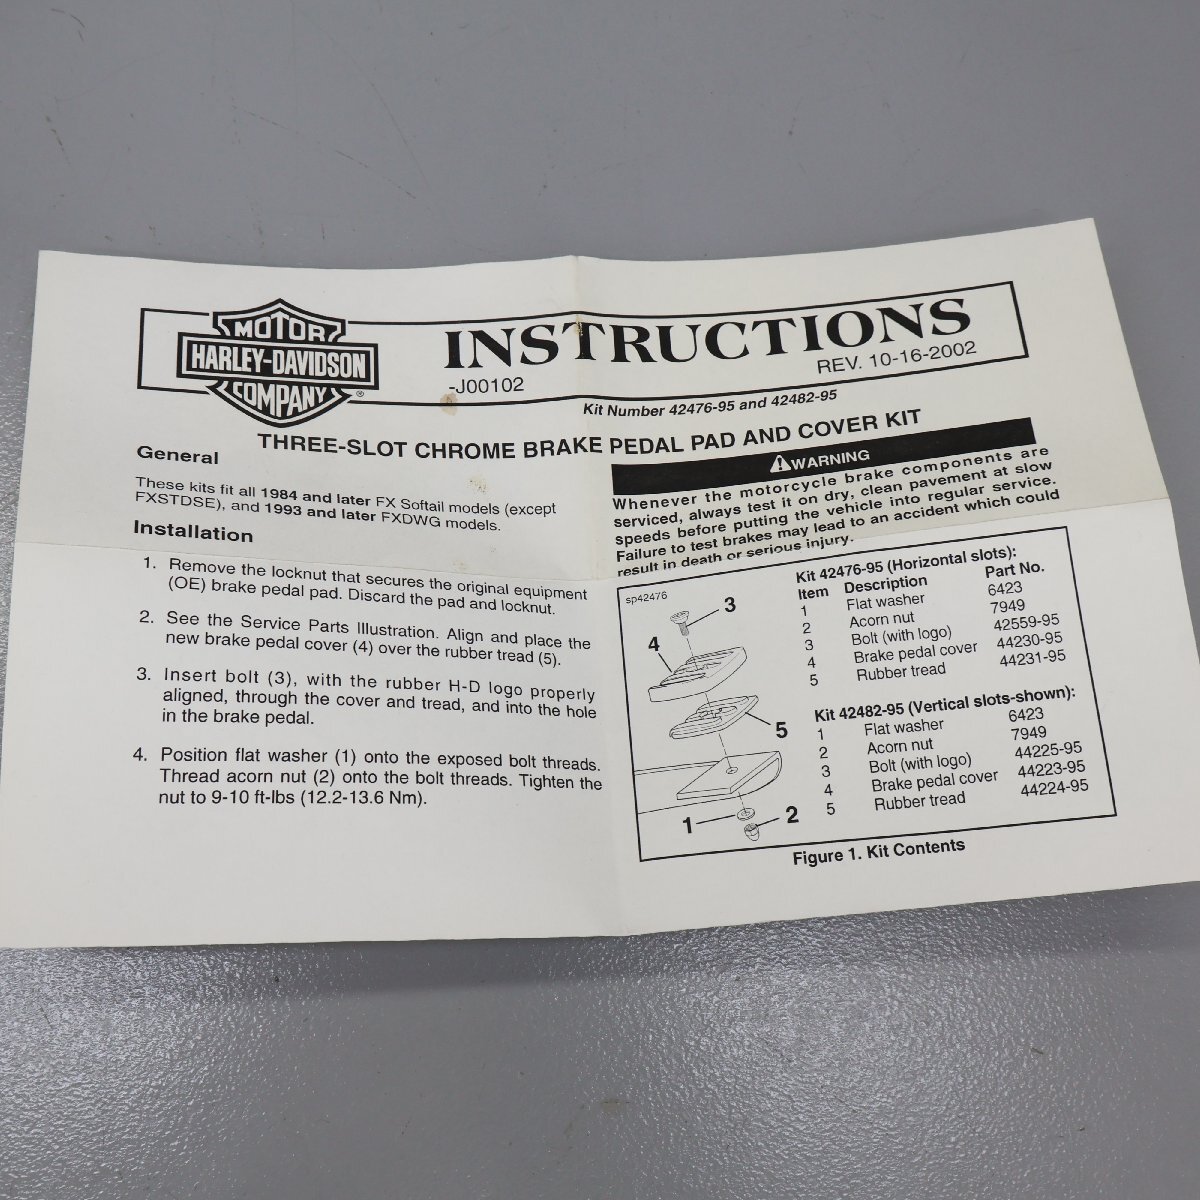 MOTOR
HARLEY-DAVIDSON
COMPANY
®
INSTRUCTIONS
-J00102
REV. 10-16-2002
Kit Number 42476-95 and 42482-95
THREE-SLOT CHROME BRAKE PEDAL PAD AND COVER KIT
General
These kits fit all 1984 and later FX Softail models (except
FXSTDSE), and 1993 and later FXDWG models.
Installation
1. Remove the locknut that secures the original equipment
(OE) brake pedal pad. Discard the pad and locknut.
2. See the Service Parts Illustration. Align and place the
new brake pedal cover (4) over the rubber tread (5).
3. Insert bolt (3), with the rubber H-D logo properly
aligned, through the cover and tread, and into the hole
in the brake pedal.
4. Position flat washer (1) onto the exposed bolt threads.
Thread acorn nut (2) onto the bolt threads. Tighten the
nut to 9-10 ft-lbs (12.2-13.6 Nm).
WARNING
Whenever the motorcycle brake components are
serviced, always test it on dry, clean pavement at slow
speeds before putting the vehicle into regular service.
Failure to test brakes may lead to an accident which could
result in death or serious injury.
sp42476
3
4
5
1
2
Kit 42476-95 (Horizontal slots):
Item Description Part No.
1 Flat washer 6423
2 Acorn nut 7949
3 Bolt (with logo) 42559-95
4 Brake pedal cover 44230-95
5 Rubber tread 44231-95
Kit 42482-95 (Vertical slots-shown):
1 Flat washer 6423
2 Acorn nut 7949
3 Bolt (with logo) 44225-95
4 Brake pedal cover 44223-95
5 Rubber tread 44224-95
Figure 1. Kit Contents